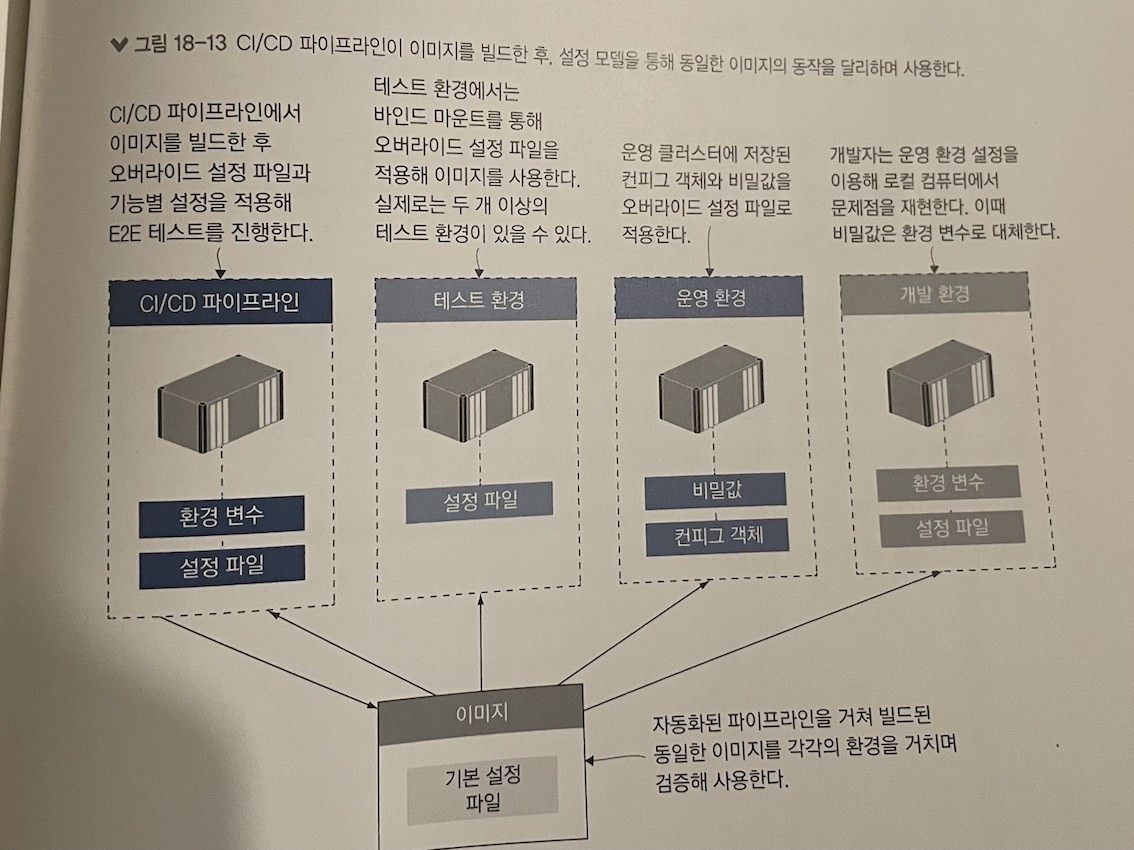 그림 18-13 CI/CD 파이프라인이 이미지를 빌드한 후, 설정 모델을 통해 동일한 이미지의 동작을 달리하며 사용한다.
CI/CD 파이프라인에서
이미지를 빌드한 후
오버라이드 설정 파일과
기능별 설정을 적용해
E2E 테스트를 진행한다.
테스트 환경에서는
바인드 마운트를 통해
오버라이드 설정 파일을
적용해 이미지를 사용한다.
실제로는 두 개 이상의
테스트 환경이 있을 수 있다.
운영 클러스터에 저장된
컨피그 객체와 비밀값을
오버라이드 설정 파일로
적용한다.
개발자는 운영 환경 설정을
이용해 로컬 컴퓨터에서
문제점을 재현한다. 이때
비밀값은 환경 변수로 대체한다.
CI/CD 파이프라인
환경 변수
설정 파일
테스트 환경
설정 파일
운영 환경
비밀값
컨피그 객체
개발 환경
환경 변수
설정 파일
이미지
기본 설정
파일
자동화된 파이프라인을 거쳐 빌드된
동일한 이미지를 각각의 환경을 거치며
검증해 사용한다.